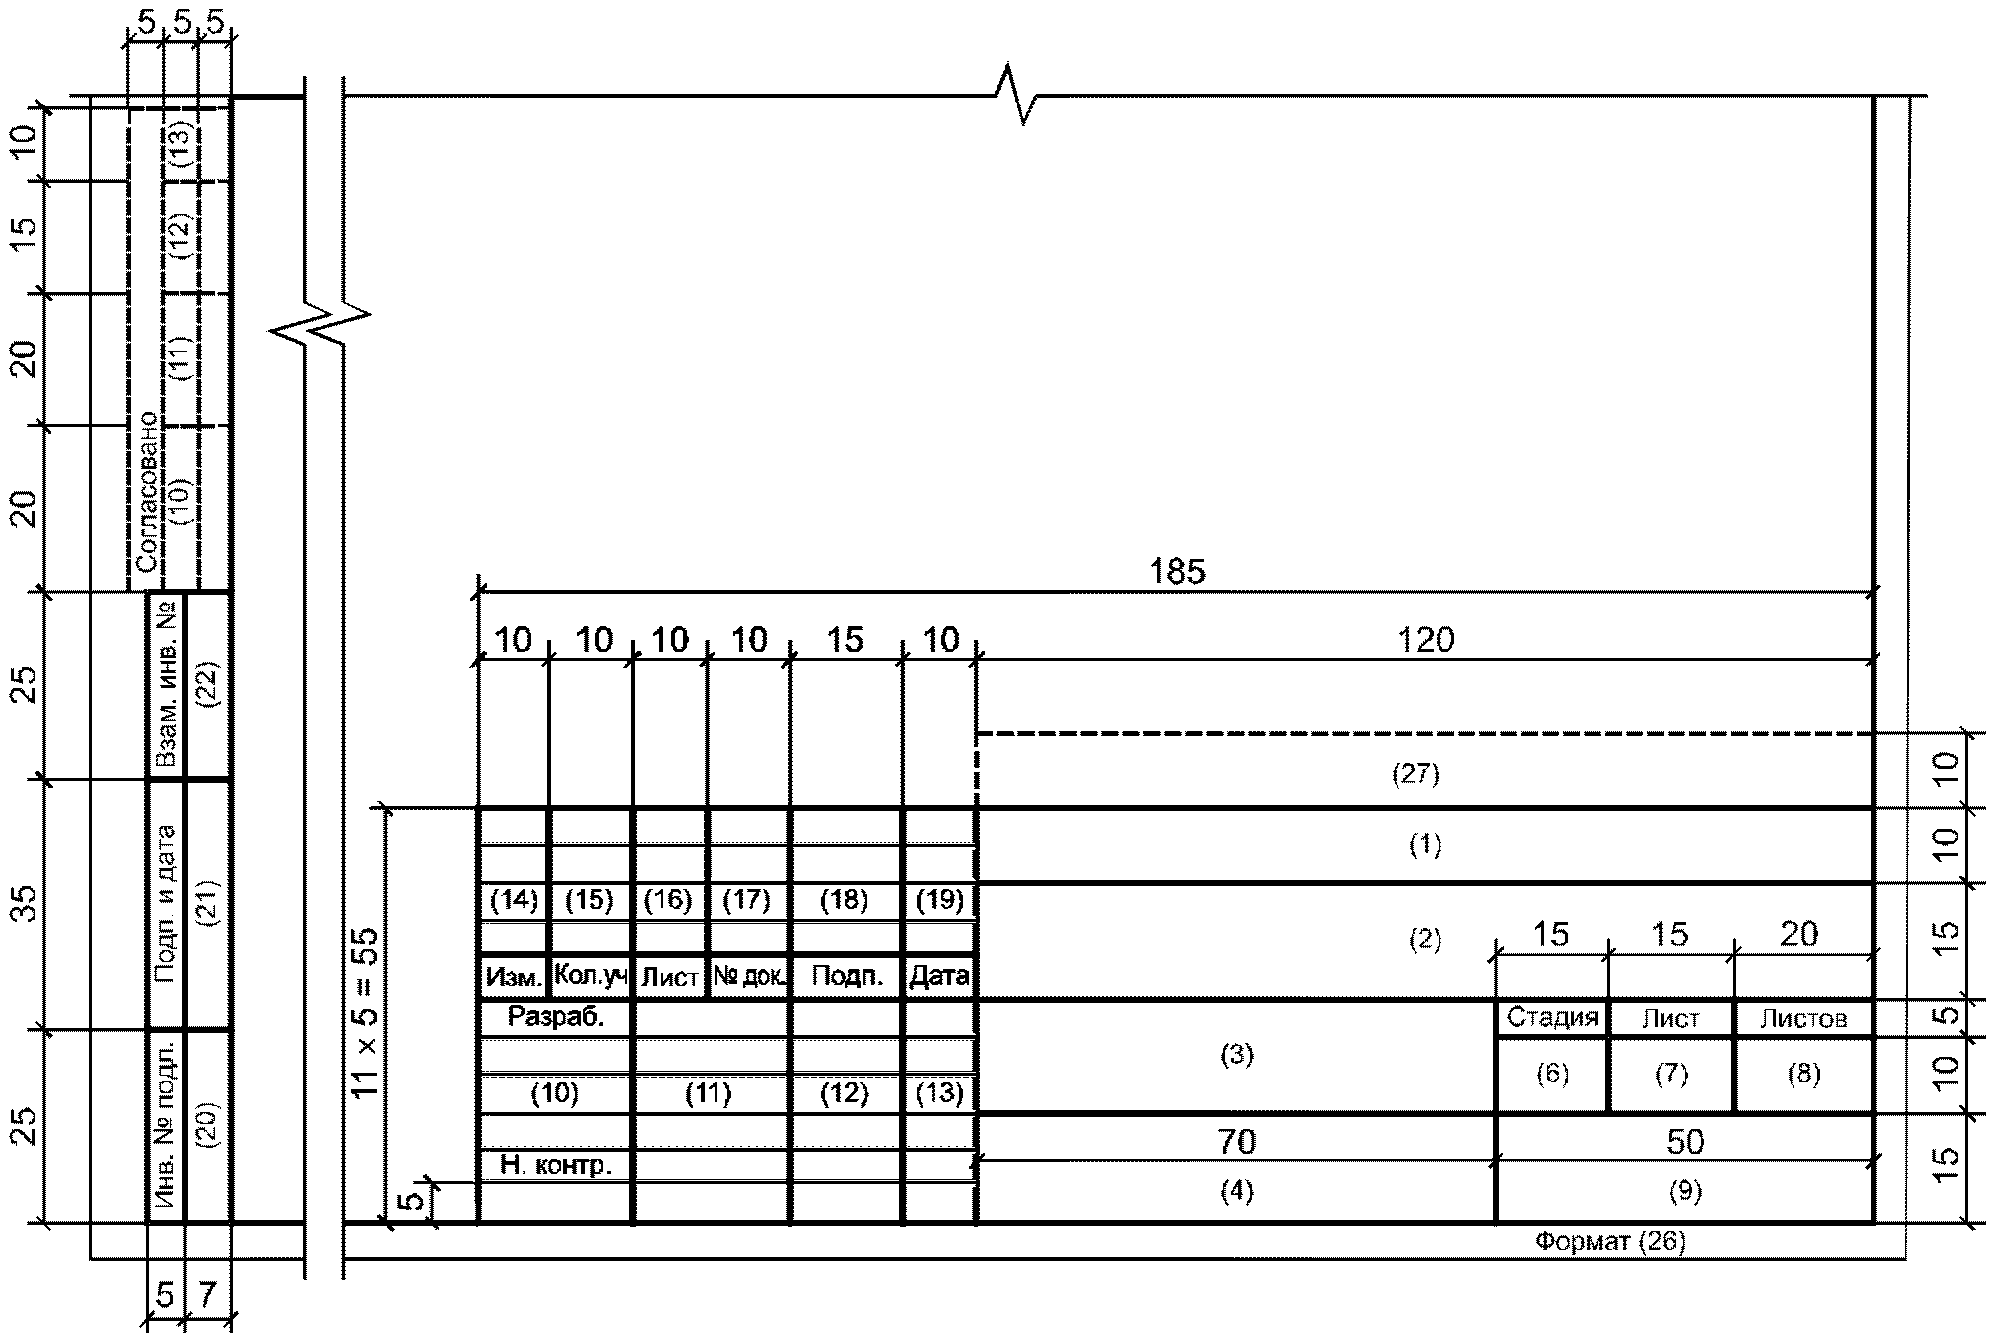 5 5 5
10
(13)
15
(12)
20
(11)
20
(10)
Согласовано
185
10 10 10 10 15 10 120
25
Взам. инв. №
(22)
(27)
10
(1)
10
35
Подп. и дата
(21)
11 x 5 = 55
(14) (15) (16) (17) (18) (19)
(2)
15 15 20
15
Изм. Кол.уч Лист № док. Подп. Дата
Разраб.
Стадия Лист Листов
5
(3)
(6) (7) (8)
10
(10) (11) (12) (13)
25
Инв. № подл.
(20)
70 50
15
Н. контр.
5
(4) (9)
Формат (26)
5 7